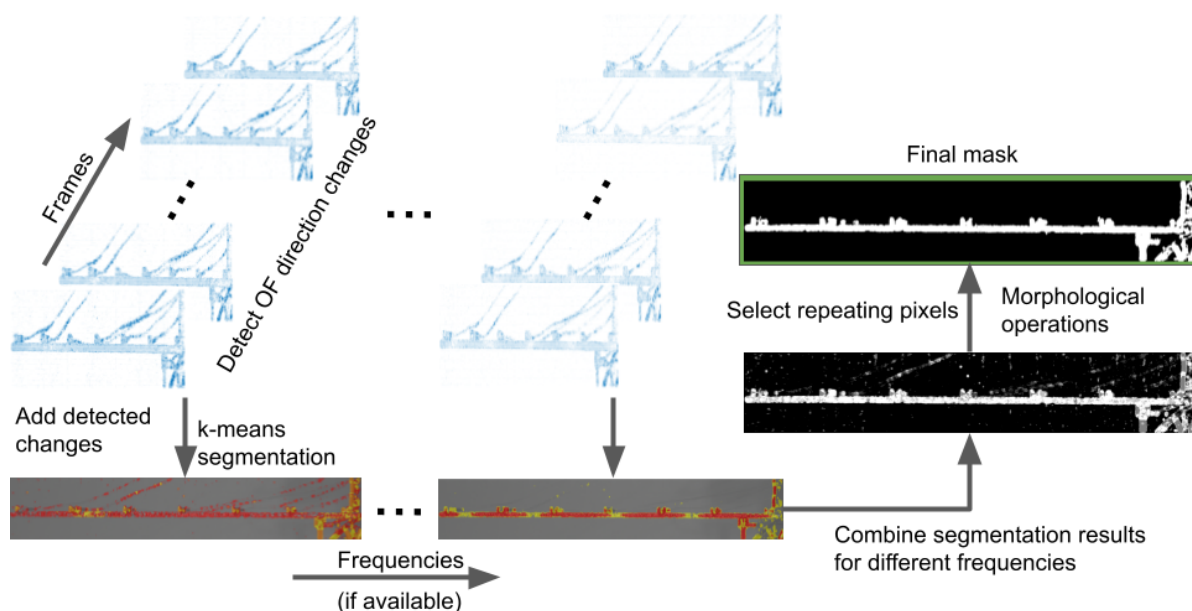 Frames
Detect OF direction changes
Final mask
Select repeating pixels
Morphological
operations
Add detected
changes
k-means
segmentation
Combine segmentation results
for different frequencies
Frequencies
(if available)